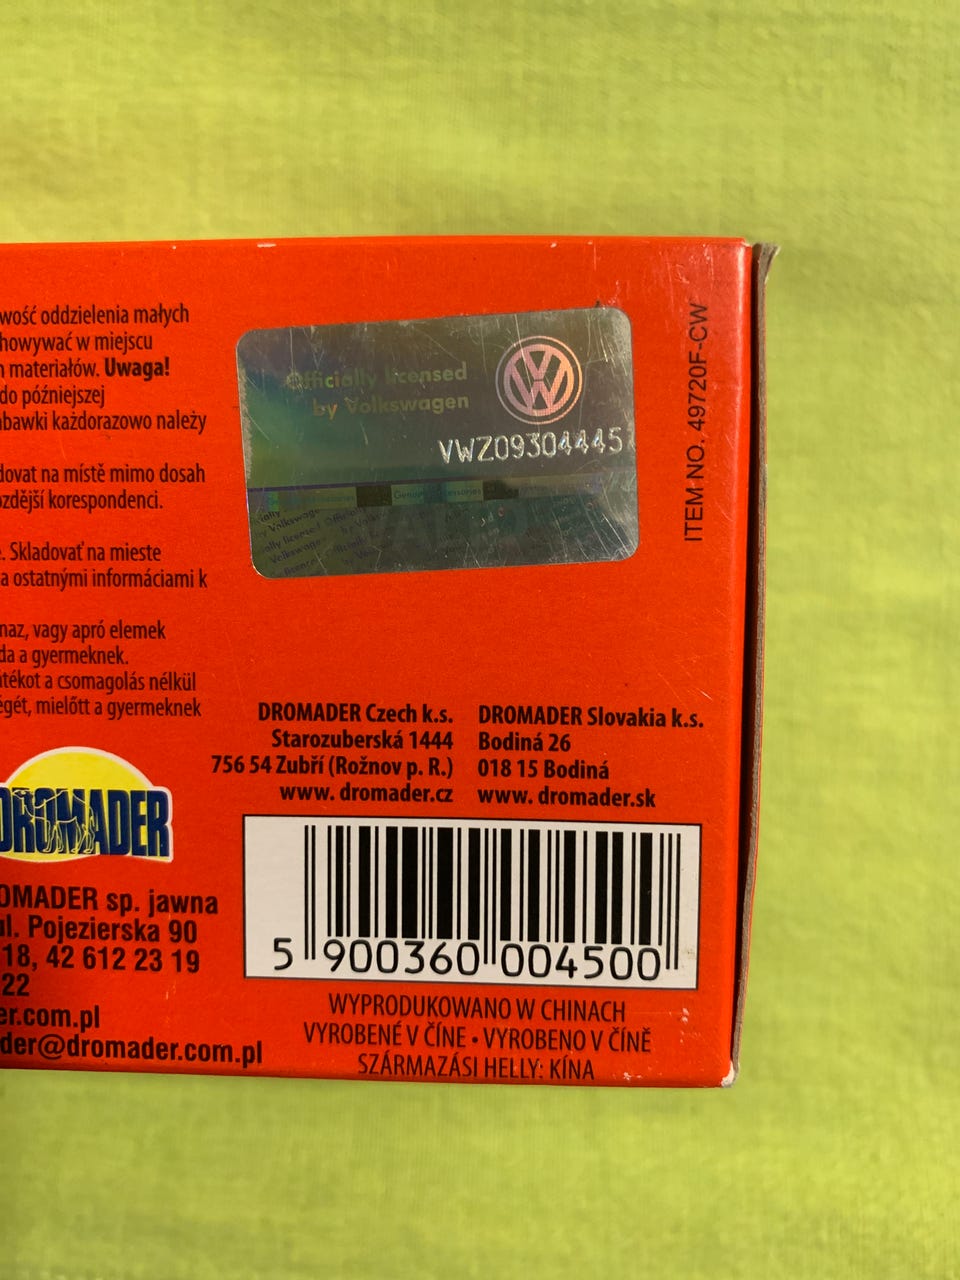 wość oddzielenia małych
howywać w miejscu
materiałów. Uwaga!
do późniejszej
abawki każdorazowo należy
dovat na místě mimo dosah
ozdější korespondenci.
. Skladovať na mieste
a ostatnými informáciami k
naz, vagy apró elemek
da a gyermeknek.
átékot a csomagolás nélkül
égét, mielőtt a gyermeknek
Officially licensed
by Volkswagen
VWZ09304445
ITEM NO. 49720F-CW
DROMADER Czech k.s.
Starozuberská 1444
756 54 Zubří (Rožnov p. R.)
www. dromader.cz
DROMADER Slovakia k.s.
Bodiná 26
018 15 Bodiná
www. dromader.sk
DROMADER
OMADER sp. jawna
ul. Pojezierska 90
18, 42 612 23 19
22
er.com.pl
der@dromader.com.pl
5 900360 004500
WYPRODUKOWANO W CHINACH
VYROBENÉ V ČÍNE • VYROBENO V ČÍNĚ
SZÁRMAZÁSI HELLY: KÍNA